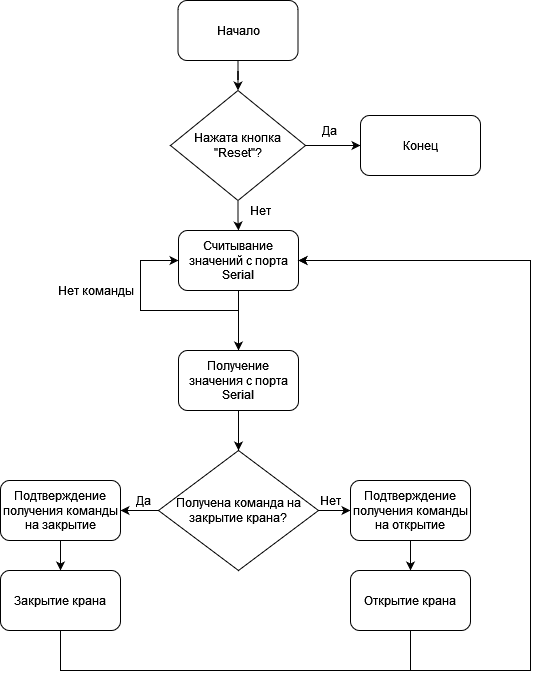 Начало
Нажата кнопка
"Reset"?
Да
Конец
Нет
Считывание
значений с порта
Serial
Нет команды
Получение
значения с порта
Serial
Получена команда на
закрытие крана?
Да
Нет
Подтверждение
получения команды
на закрытие
Подтверждение
получения команды
на открытие
Закрытие крана
Открытие крана